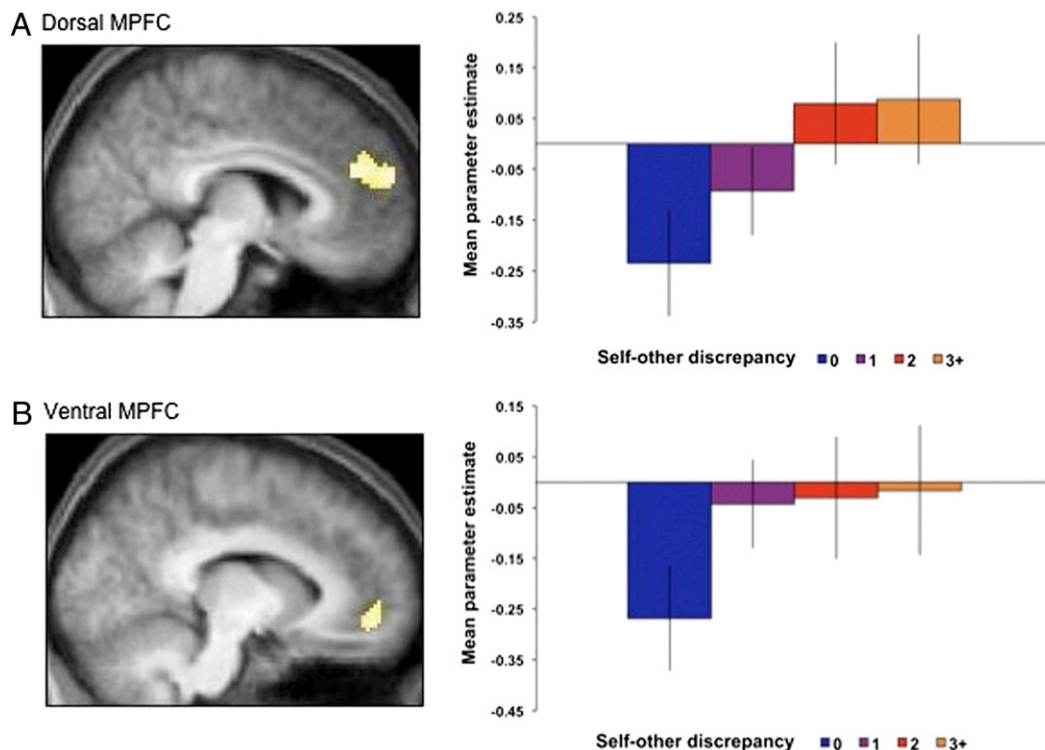 A Dorsal MPFC
Mean parameter estimate
0.25
0.15
0.05
-0.05
-0.15
-0.25
-0.35
Self-other discrepancy 0 1 2 3+
B Ventral MPFC
Mean parameter estimate
0.15
0.05
-0.05
-0.15
-0.25
-0.35
-0.45
Self-other discrepancy 0 1 2 3+